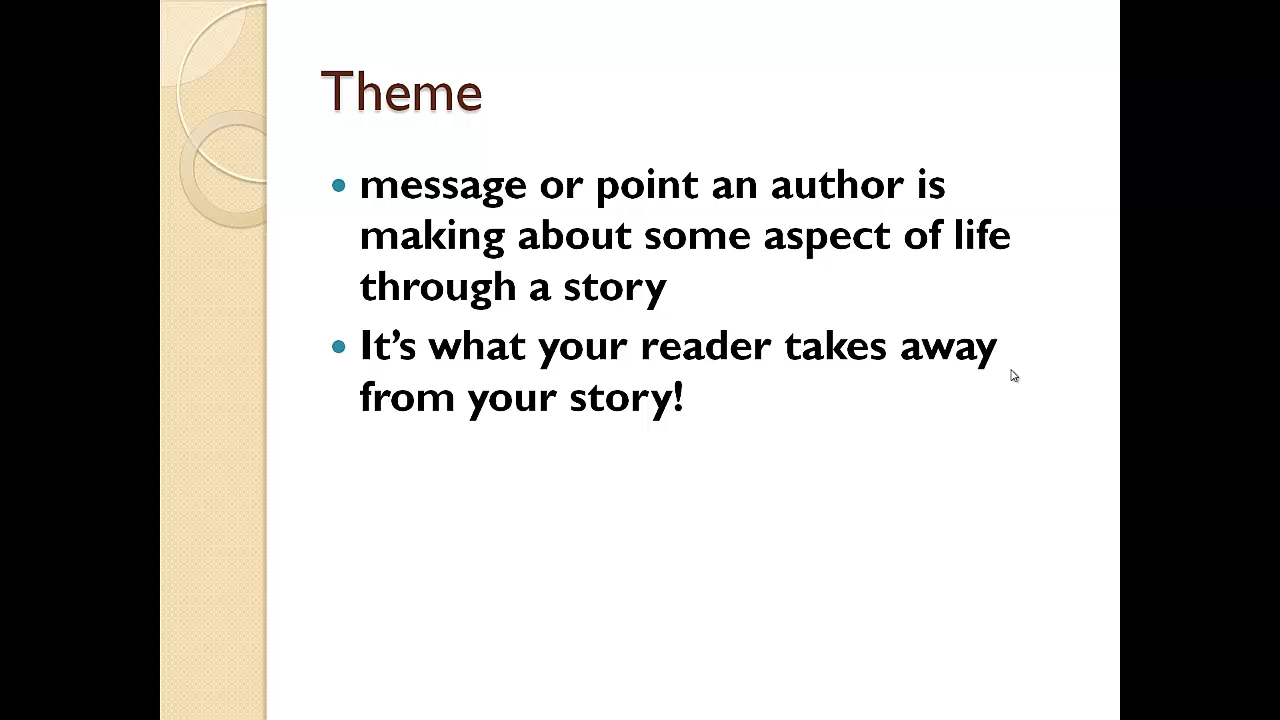 Theme
message or point an author is
making about some aspect of life
through a story
It’s what your reader takes away
from your story!